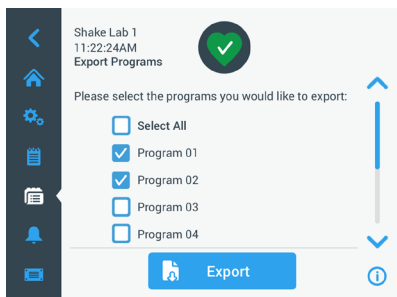 Shake Lab 1
11:22:24AM
Export Programs
Please select the programs you would like to export:
Select All
Program 01
Program 02
Program 03
Program 04
Export